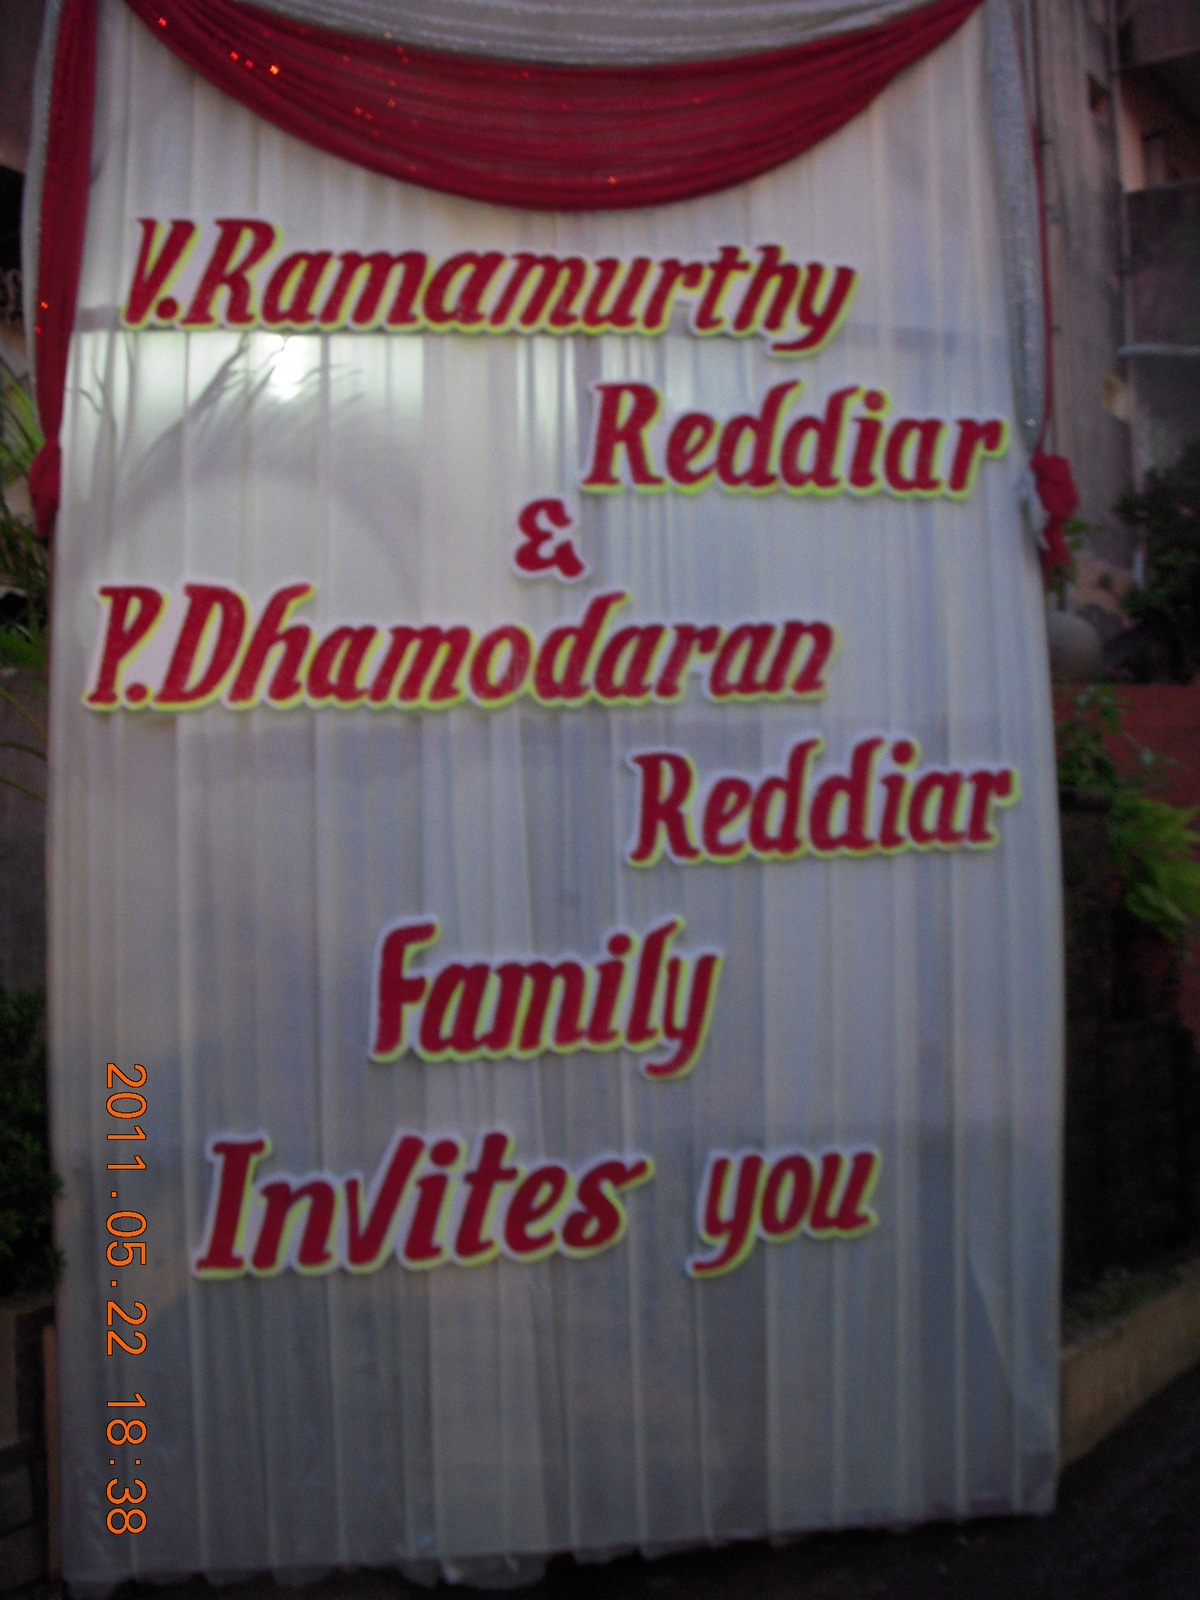 V.Ramamurthy
Reddiar
&
P.Dhamodaran
Reddiar
Family
Invites you
2011.05.22 18:38